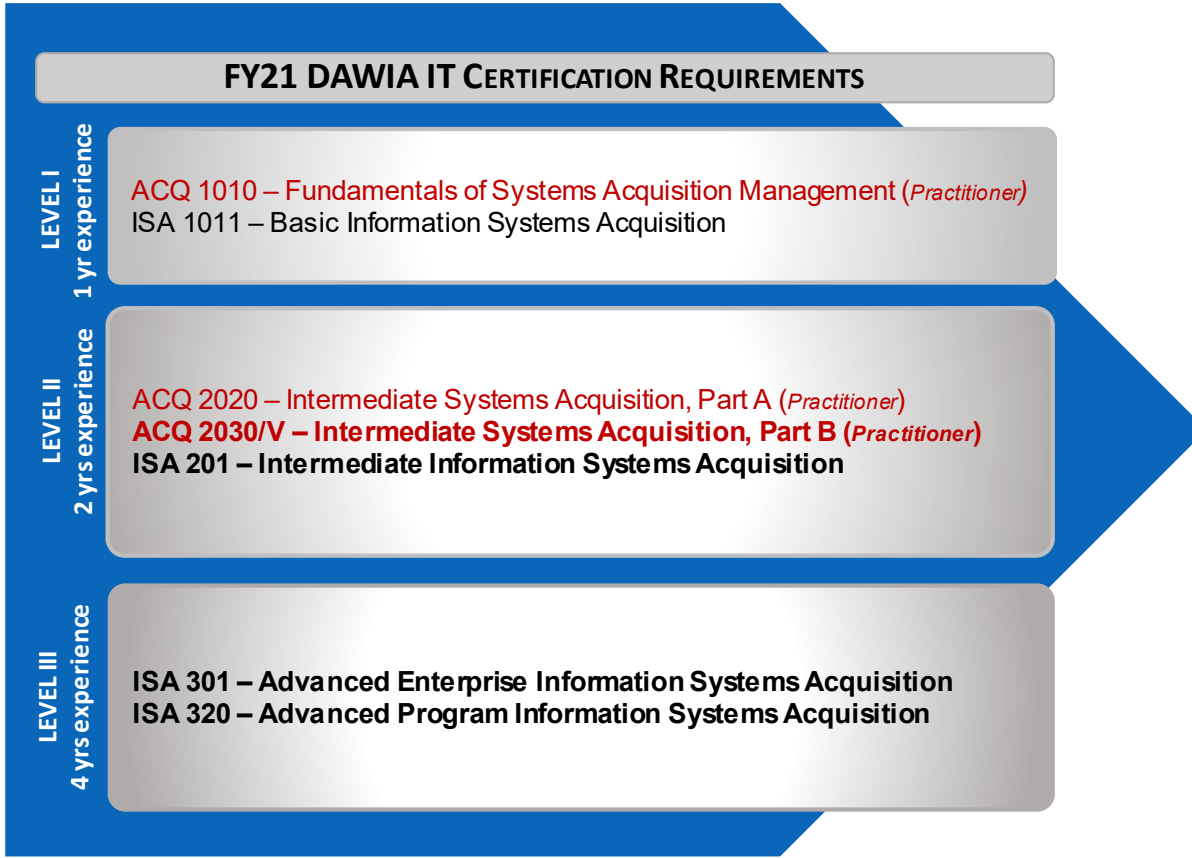 FY21 DAWIA IT CERTIFICATION REQUIREMENTS
LEVEL I
1 yr experience
ACQ 1010 – Fundamentals of Systems Acquisition Management (Practitioner)
ISA 1011 – Basic Information Systems Acquisition
LEVEL II
2 yrs experience
ACQ 2020 – Intermediate Systems Acquisition, Part A (Practitioner)
ACQ 2030/V – Intermediate Systems Acquisition, Part B (Practitioner)
ISA 201 – Intermediate Information Systems Acquisition
LEVEL III
4 yrs experience
ISA 301 – Advanced Enterprise Information Systems Acquisition
ISA 320 – Advanced Program Information Systems Acquisition